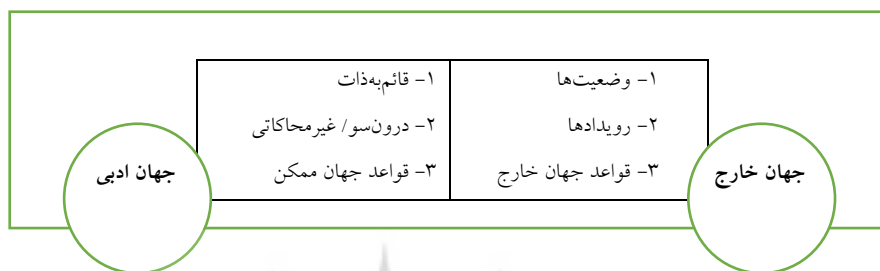 جهان خارج
۱- وضعیت‌ها
۲- رویدادها
۳- قواعد جهان خارج
۱- قائم‌به‌ذات
۲- درون‌سو/ غیرمحاکاتی
۳- قواعد جهان ممکن
جهان ادبی